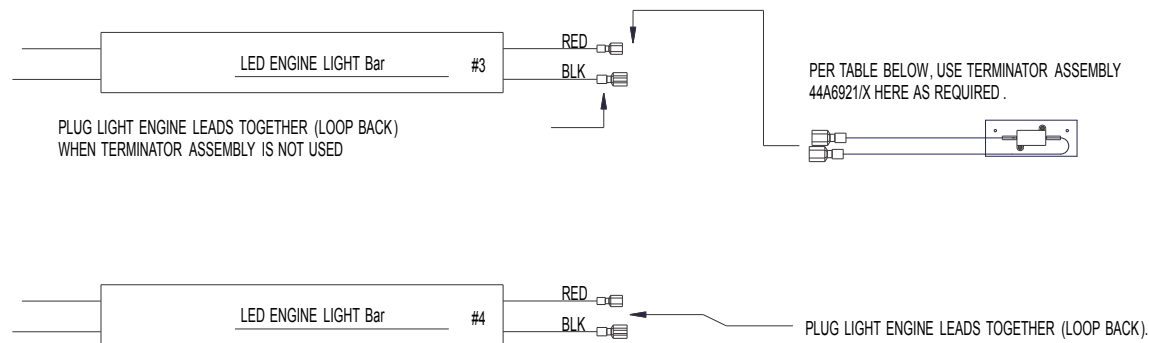 RED
LED ENGINE LIGHT Bar #3
BLK
PER TABLE BELOW, USE TERMINATOR ASSEMBLY
44A6921/X HERE AS REQUIRED .
PLUG LIGHT ENGINE LEADS TOGETHER (LOOP BACK)
WHEN TERMINATOR ASSEMBLY IS NOT USED
RED
LED ENGINE LIGHT Bar #4
BLK
PLUG LIGHT ENGINE LEADS TOGETHER (LOOP BACK).